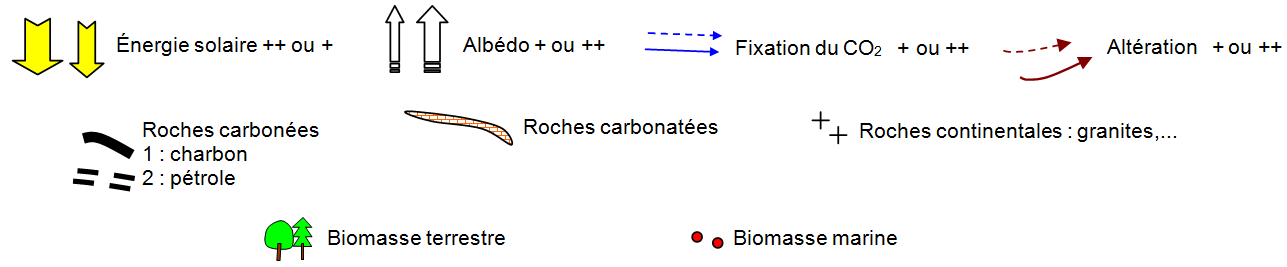 Énergie solaire ++ ou +
Albédo + ou ++
Fixation du CO₂ + ou ++
Altération + ou ++
Roches carbonées
1 : charbon
2 : pétrole
Roches carbonatées
Roches continentales : granites,...
Biomasse terrestre
Biomasse marine